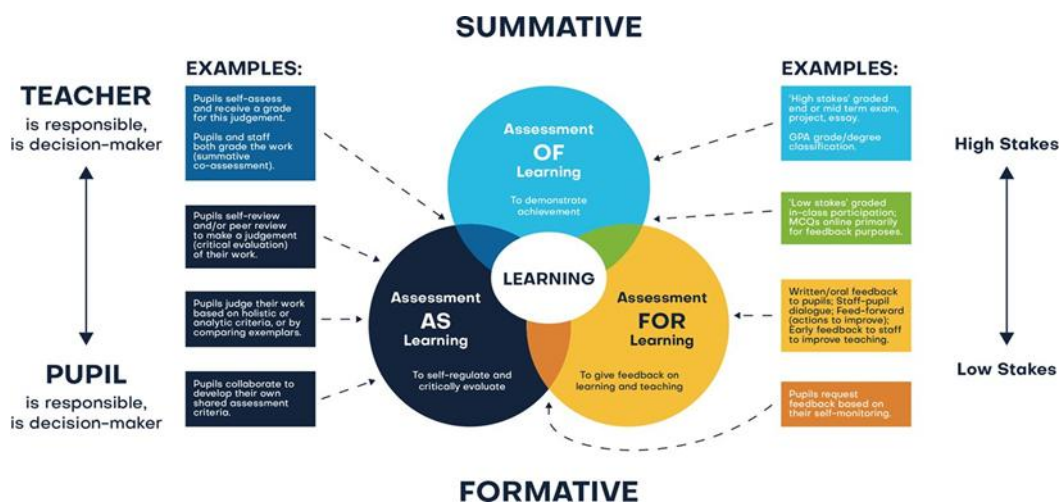 SUMMATIVE
TEACHER
is responsible,
is decision-maker
PUPIL
is responsible,
is decision-maker
EXAMPLES:
Pupils self-assess
and receive a grade
for this judgement.
Pupils and staff
both grade the work
(summative
co-assessment).
Pupils self-review
and/or peer review
to make a judgement
(critical evaluation)
of their work.
Pupils judge their work
based on holistic or
analytic criteria, or by
comparing exemplars.
Pupils collaborate to
develop their own
shared assessment
criteria.
Assessment
OF
Learning
To demonstrate
achievement
LEARNING
Assessment
AS
Learning
To self-regulate and
critically evaluate
Assessment
FOR
Learning
To give feedback on
learning and teaching
EXAMPLES:
'High stakes' graded
end or mid term exam,
project, essay.
GPA grade/degree
classification.
'Low stakes' graded
in-class participation;
MCQs online primarily
for feedback purposes.
Written/oral feedback
to pupils; Staff-pupil
dialogue; Feed-forward
(actions to improve);
Early feedback to staff
to improve teaching.
Pupils request
feedback based on
their self-monitoring.
High Stakes
Low Stakes
FORMATIVE